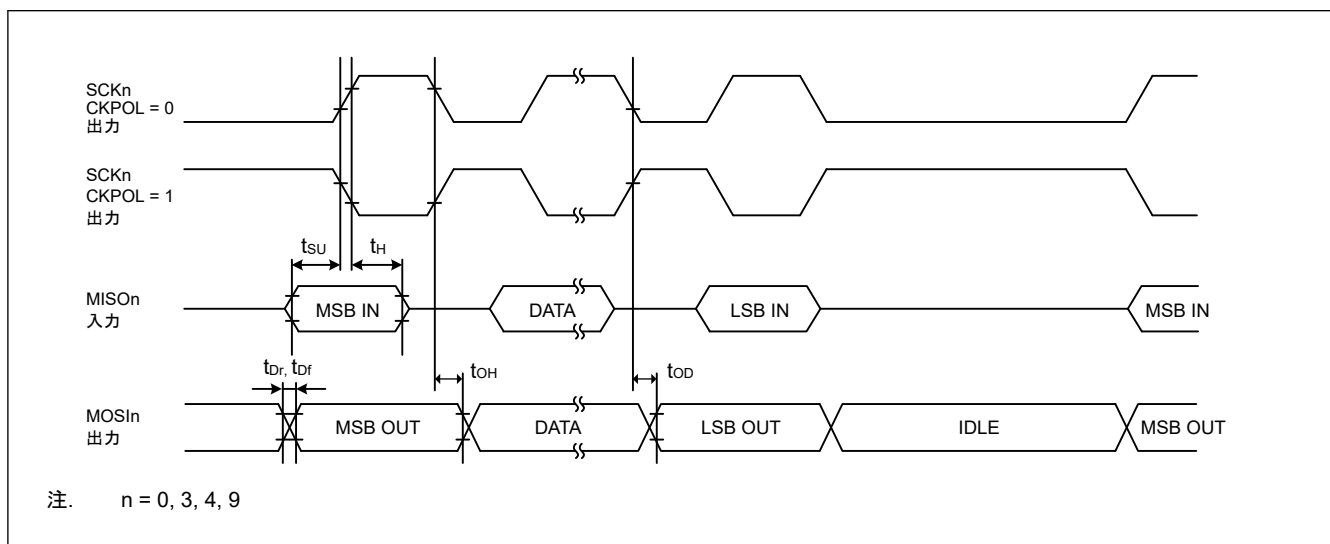 SCKn
CKPOL = 0
出力
SCKn
CKPOL = 1
出力
tSU
tH
MISOn
入力
MSB IN
DATA
LSB IN
MSB IN
tDr, tDf
tOH
tOD
MOSIn
出力
MSB OUT
DATA
LSB OUT
IDLE
MSB OUT
注. n = 0, 3, 4, 9